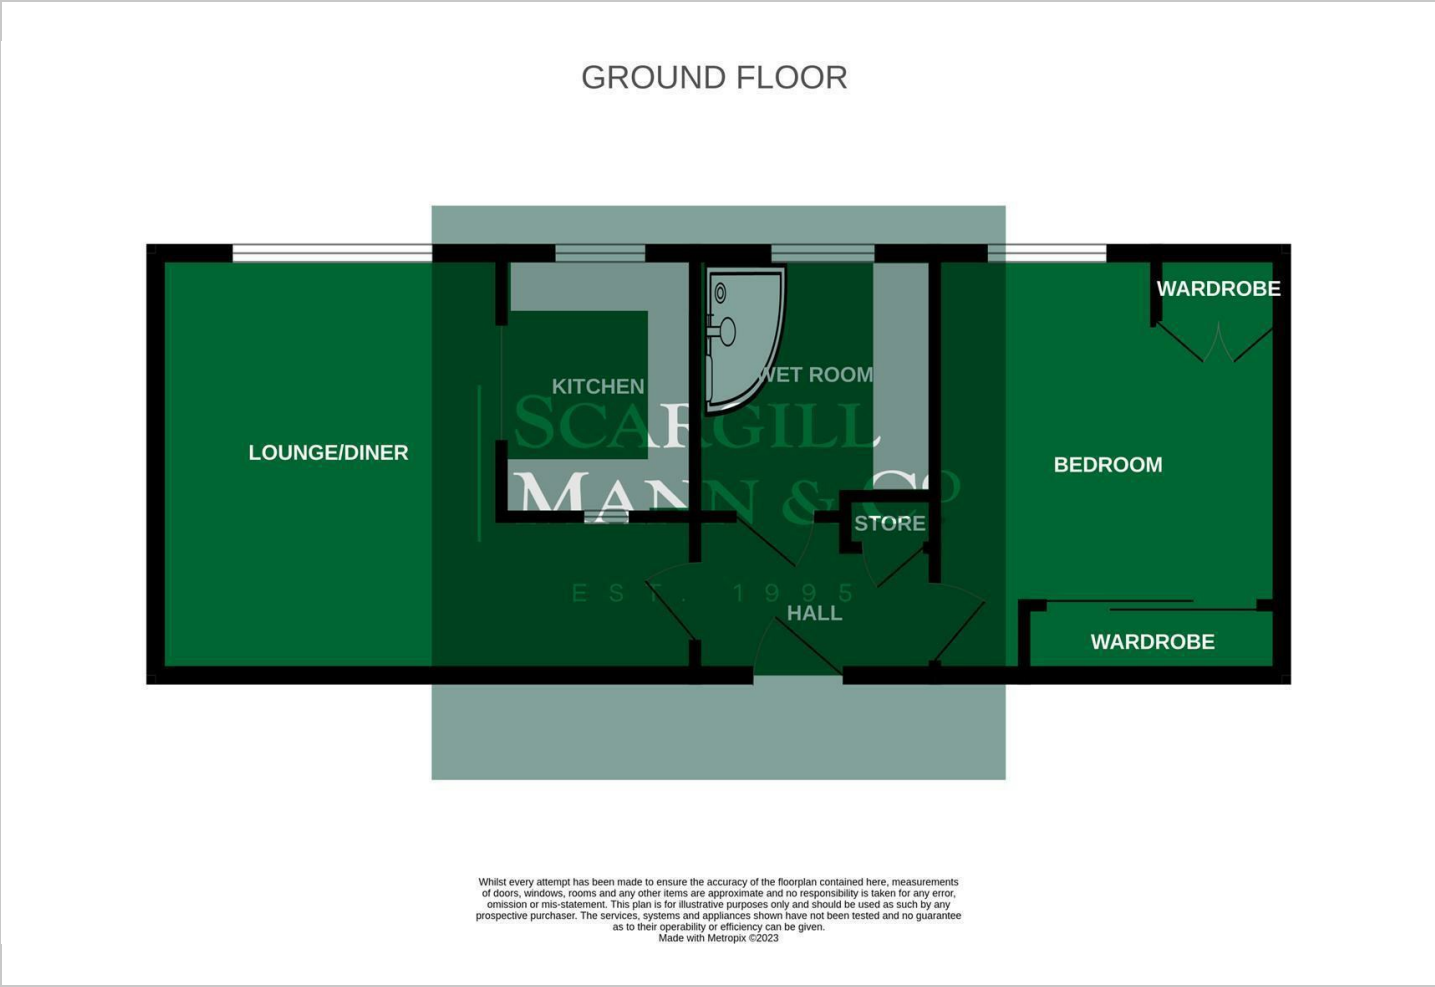 GROUND FLOOR
WARDROBE
WET ROOM
KITCHEN
SCARGILL
LOUNGE/DINER
BEDROOM
MANN & CO
STORE
EST. 1995
HALL
WARDROBE
Whilst every attempt has been made to ensure the accuracy of the floorplan contained here, measurements
of doors, windows, rooms and any other items are approximate and no responsibility is taken for any error,
omission or mis-statement. This plan is for illustrative purposes only and should be used as such by any
prospective purchaser. The services, systems and appliances shown have not been tested and no guarantee
as to their operability or efficiency can be given.
Made with Metropix ©2023